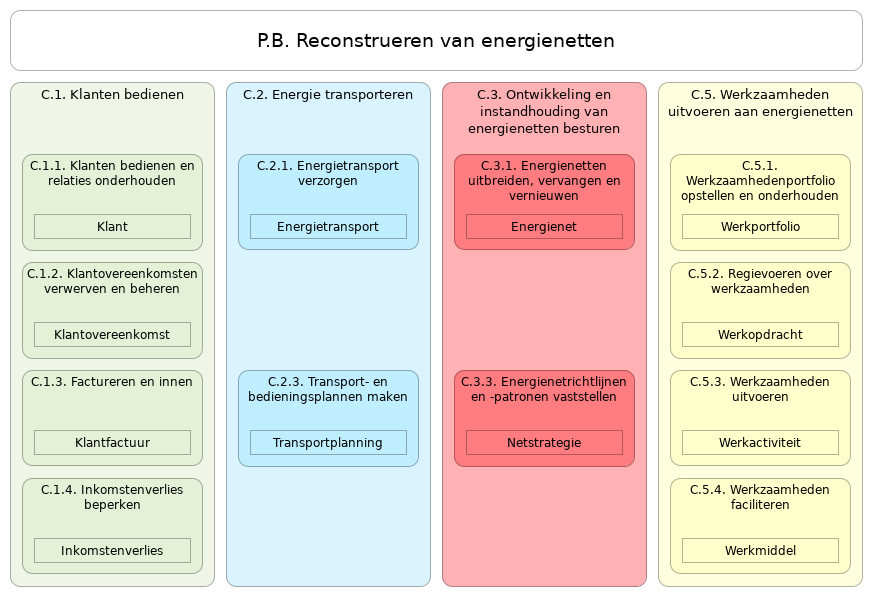 P.B. Reconstrueren van energienetten
C.1. Klanten bedienen
C.1.1. Klanten bedienen en
relaties onderhouden
Klant
C.1.2. Klantovereenkomsten
verwerven en beheren
Klantovereenkomst
C.1.3. Factureren en innen
Klantfactuur
C.1.4. Inkomstenverlies
beperken
Inkomstenverlies
C.2. Energie transporteren
C.2.1. Energietransport
verzorgen
Energietransport
C.2.3. Transport- en
bedieningsplannen maken
Transportplanning
C.3. Ontwikkeling en
instandhouding van
energienetten besturen
C.3.1. Energienetten
uitbreiden, vervangen en
vernieuwen
Energienet
C.3.3. Energienetrichtlijnen
en -patronen vaststellen
Netstrategie
C.5. Werkzaamheden
uitvoeren aan energienetten
C.5.1.
Werkzaamhedenportfolio
opstellen en onderhouden
Werkportfolio
C.5.2. Regievoeren over
werkzaamheden
Werkopdracht
C.5.3. Werkzaamheden
uitvoeren
Werkactiviteit
C.5.4. Werkzaamheden
faciliteren
Werkmiddel